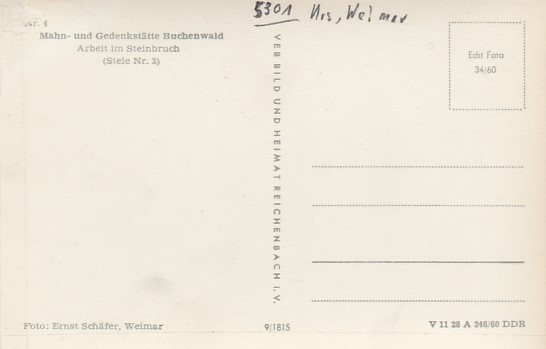 Nr. 4
5301 Krs, Weimar
Mahn- und Gedenkstätte Buchenwald
Arbeit im Steinbruch
(Stele Nr. 3)
VEB BILD UND HEIMAT REICHENBACH I. V.
Echt Foto
34/60
Foto: Ernst Schäfer, Weimar
9/1815
V 11 28 A 246/60 DDR